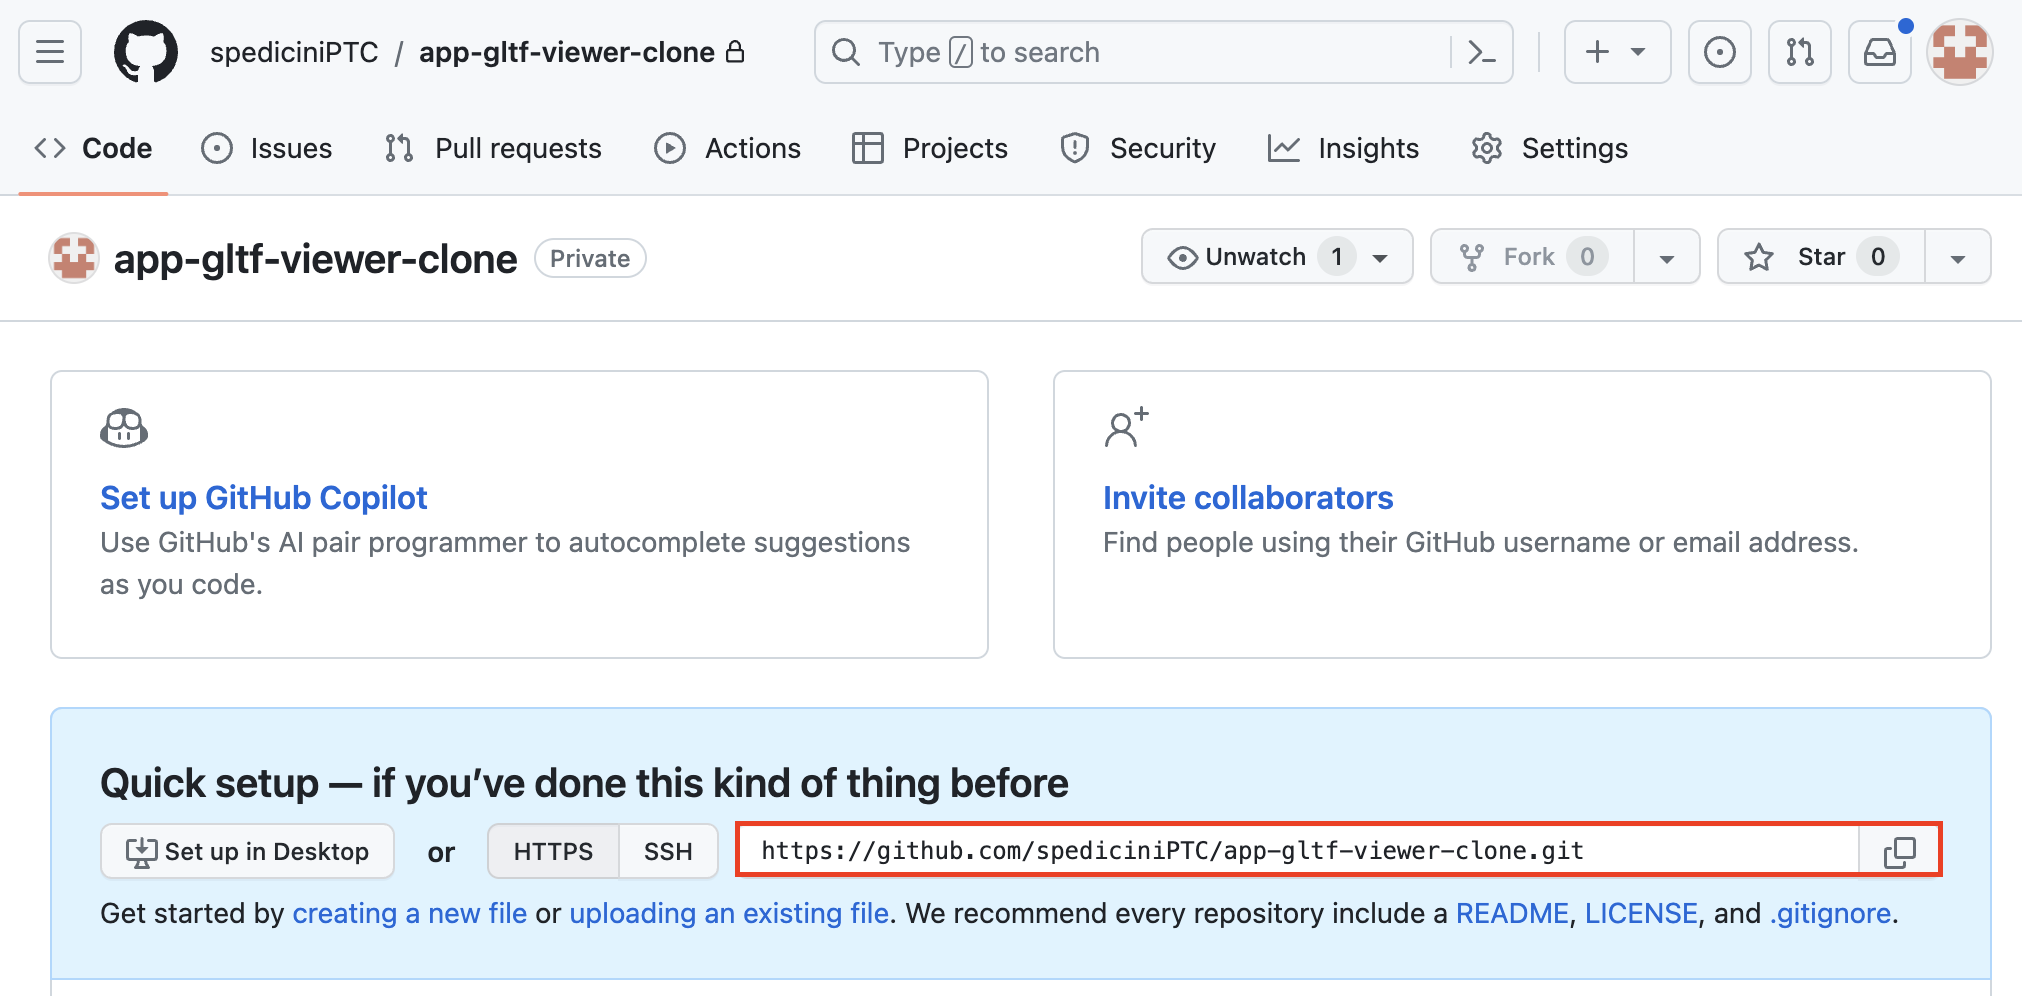 spediciniPTC / app-gltf-viewer-clone
Type / to search
Code Issues Pull requests Actions Projects Security Insights Settings
app-gltf-viewer-clone Private
Unwatch 1 Fork 0 Star 0
Set up GitHub Copilot
Use GitHub's AI pair programmer to autocomplete suggestions
as you code.
Invite collaborators
Find people using their GitHub username or email address.
Quick setup — if you’ve done this kind of thing before
Set up in Desktop or HTTPS SSH https://github.com/spediciniPTC/app-gltf-viewer-clone.git
Get started by creating a new file or uploading an existing file. We recommend every repository include a README, LICENSE, and .gitignore.